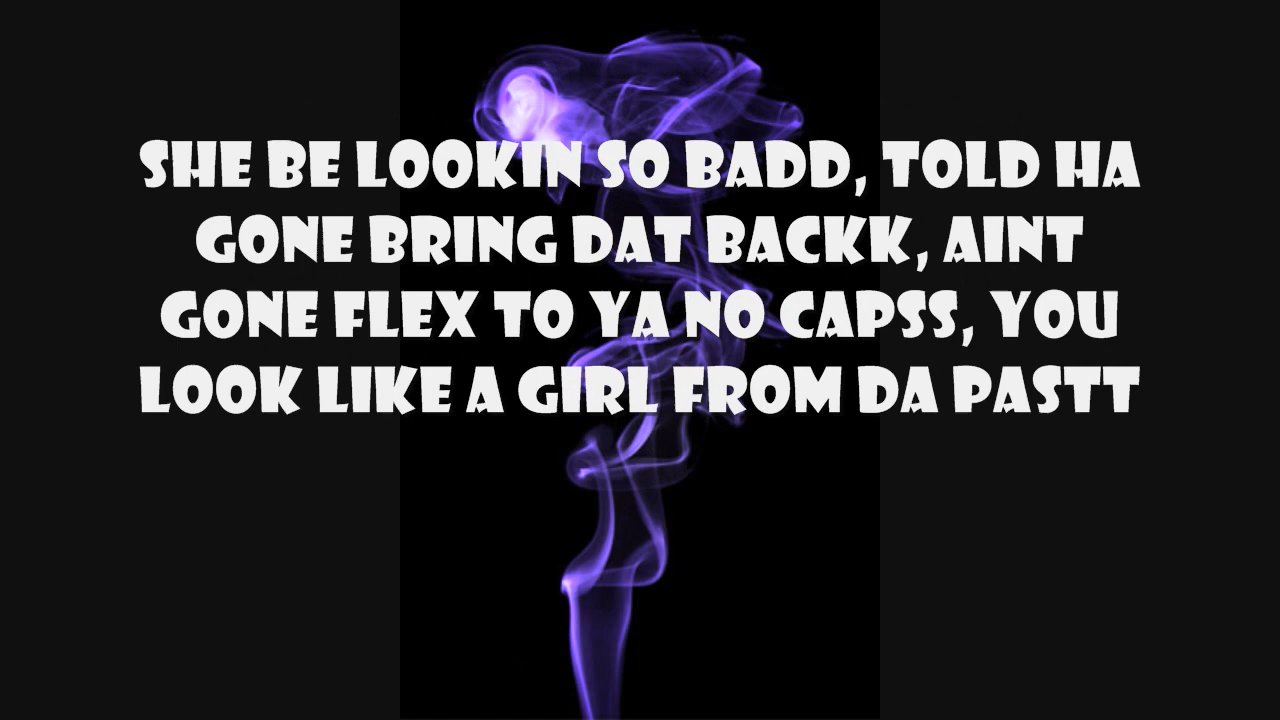 SHE BE LOOKIN SO BADD, TOLD HA
GONE BRING DAT BACKK, AINT
GONE FLEX TO YA NO CAPSS, YOU
LOOK LIKE A GIRL FROM DA PASTT